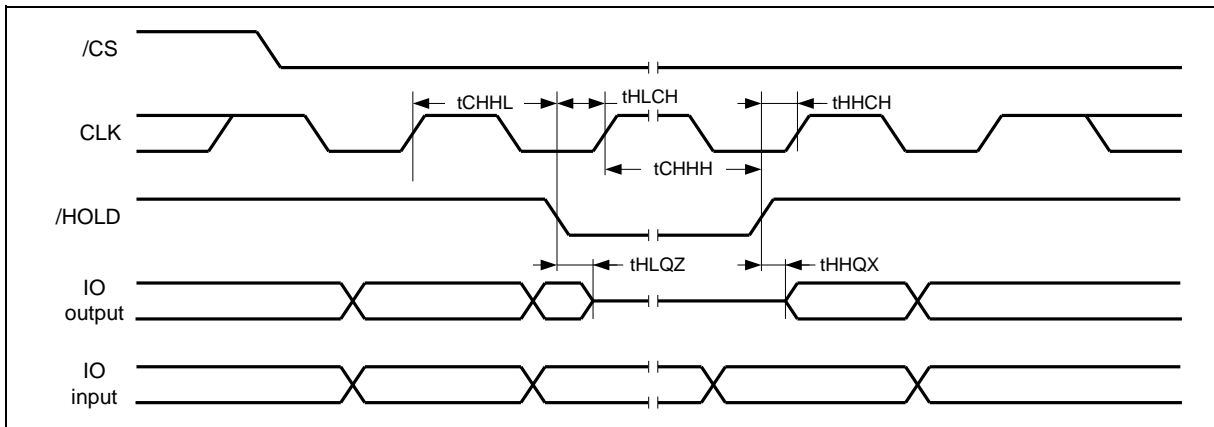 /CS
tCHHL
tHLCH
tHHCH
CLK
tCHHH
/HOLD
tHLQZ
tHHQX
IO
output
IO
input